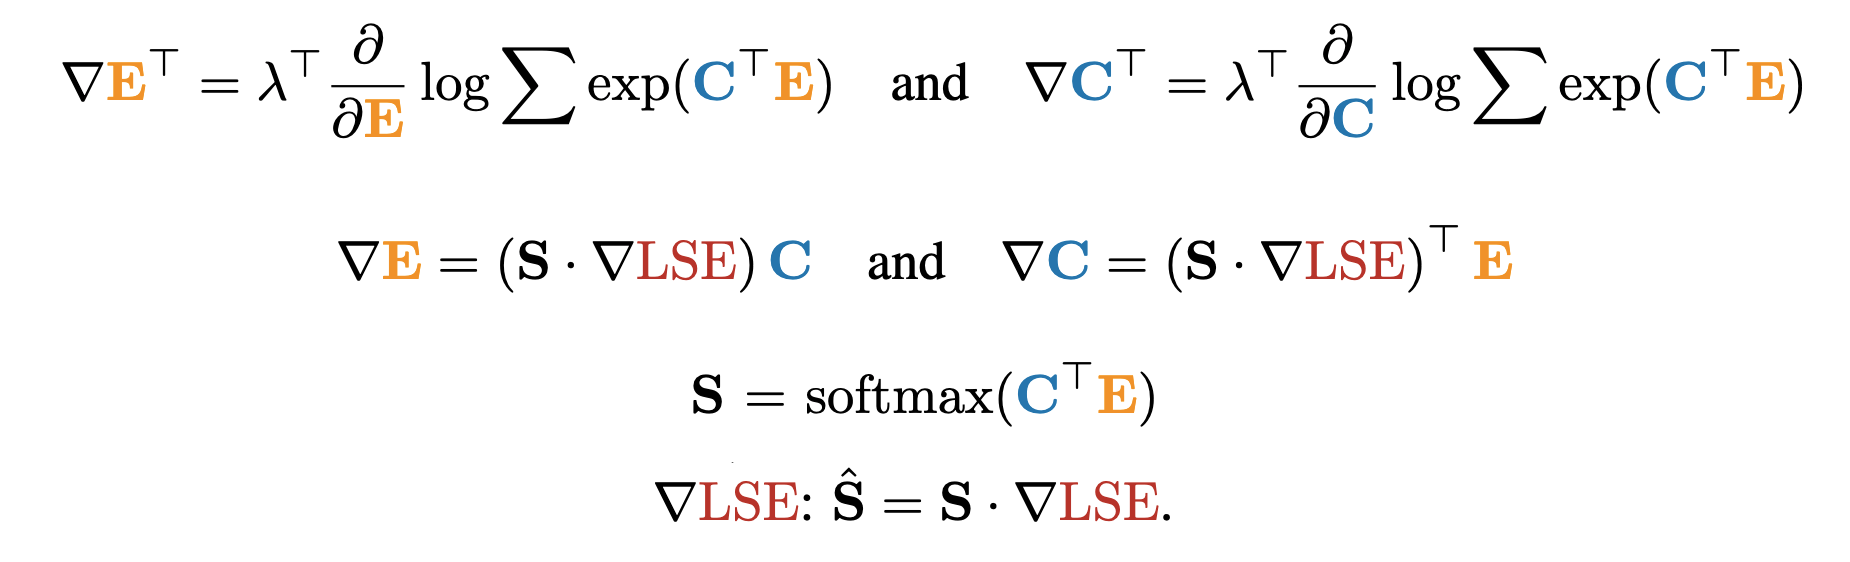 ∇E⊤ = λ⊤ ∂/∂E log ∑ exp(C⊤E) and ∇C⊤ = λ⊤ ∂/∂C log ∑ exp(C⊤E)
∇E = (S · ∇LSE) C and ∇C = (S · ∇LSE)⊤ E
S = softmax(C⊤E)
∇LSE: Ŝ = S · ∇LSE.